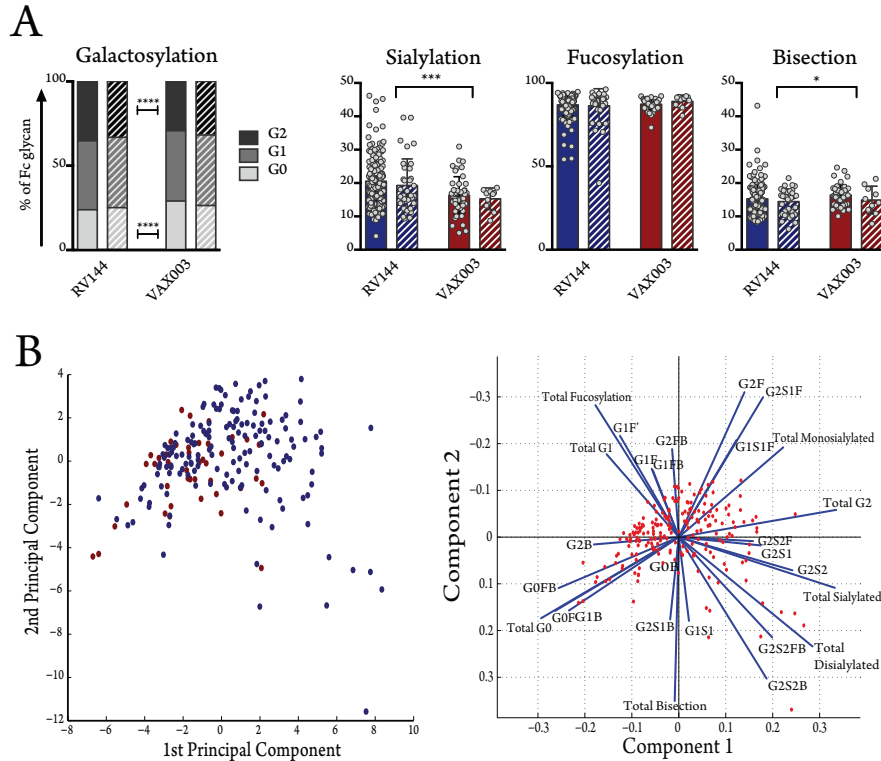 A
Galactosylation
Sialylation
Fucosylation
Bisection
% of Fc glycan
100
50
0
****
****
G2
G1
G0
RV144
VAX003
50
40
30
20
10
0
***
RV144
VAX003
100
50
0
RV144
VAX003
50
40
30
20
10
0
*
RV144
VAX003
B
2nd Principal Component
4
2
0
−2
−4
−6
−8
−10
−12
−8
−6
−4
−2
0
2
4
6
8
10
1st Principal Component
Component 2
-0.3
-0.2
-0.1
0
0.1
0.2
0.3
−0.3
−0.2
−0.1
0
0.1
0.2
0.3
Component 1
Total Fucosylation
G2F
G2S1F
G1F'
G2FB
G1S1F
Total Monosialylated
Total G1
G1F
G1FB
Total G2
G2B
G2S2F
G2S1
G0B
G2S2
G0FB
Total Sialylated
G0F
G1B
Total G0
G2S1B
G1S1
G2S2FB
Total
Disialylated
G2S2B
Total Bisection